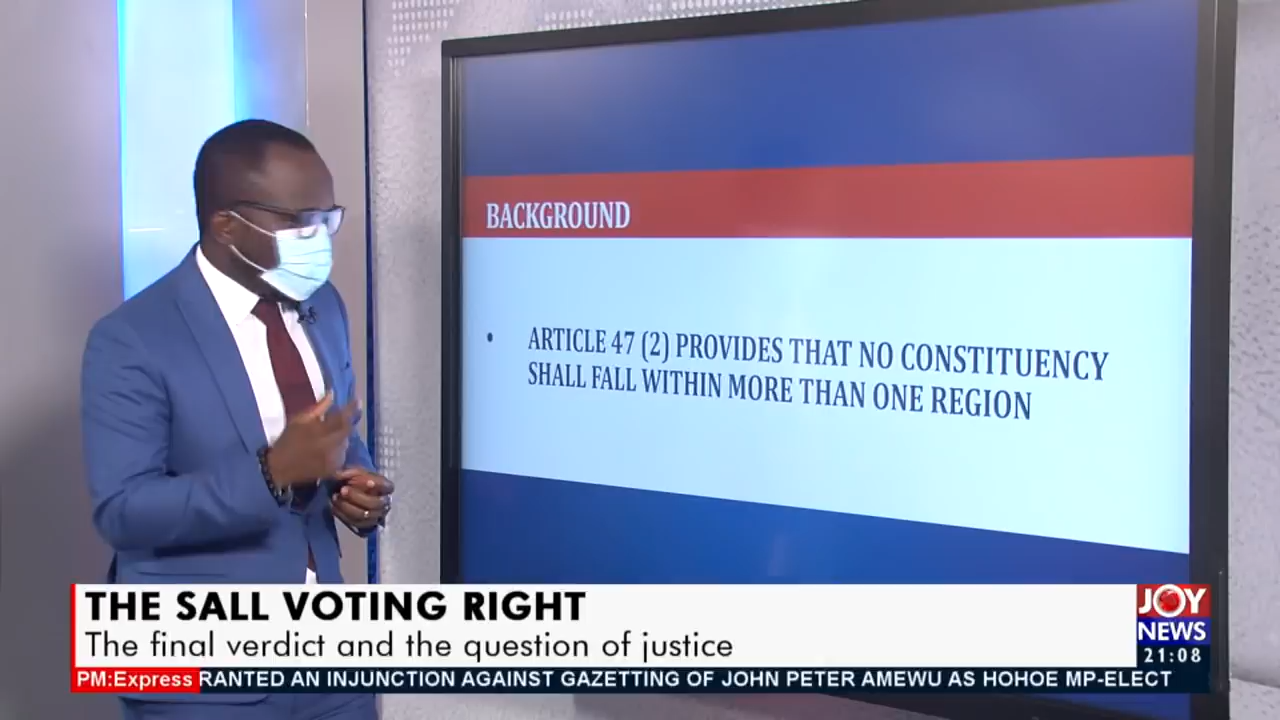 BACKGROUND
• ARTICLE 47 (2) PROVIDES THAT NO CONSTITUENCY
SHALL FALL WITHIN MORE THAN ONE REGION
THE SALL VOTING RIGHT
The final verdict and the question of justice
JOY
NEWS
21:08
PM:Express RANTED AN INJUNCTION AGAINST GAZETTING OF JOHN PETER AMEWU AS HOHOE MP-ELECT